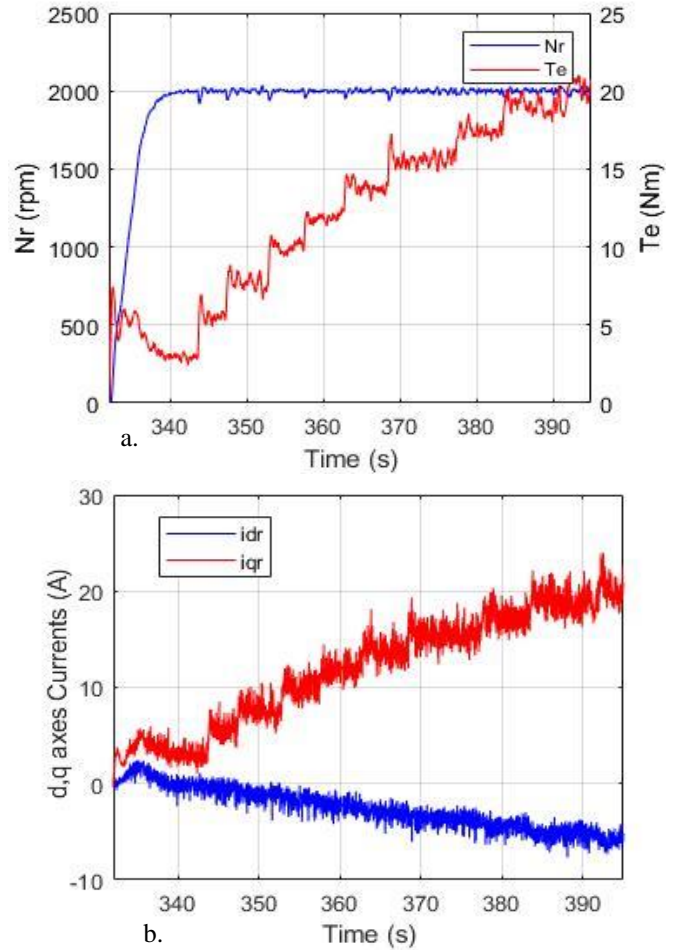 2500
2000
1500
1000
500
0
Nr (rpm)
25
20
15
10
5
0
Te (Nm)
Nr
Te
340 350 360 370 380 390
a.
Time (s)
30
20
10
0
-10
d,q axes Currents (A)
idr
iqr
340 350 360 370 380 390
b.
Time (s)